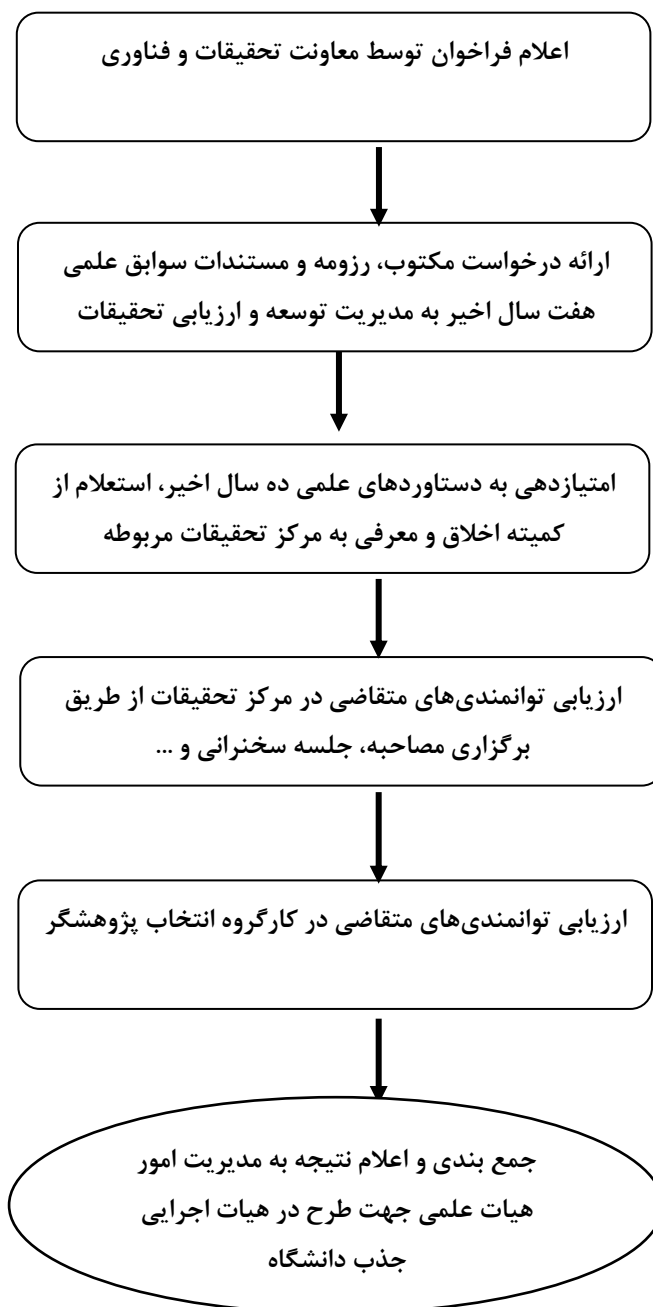 اعلام فراخوان توسط معاونت تحقیقات و فناوری
ارائه درخواست مکتوب، رزومه و مستندات سوابق علمی
هفت سال اخیر به مدیریت توسعه و ارزیابی تحقیقات
امتیازدهی به دستاوردهای علمی ده سال اخیر، استعلام از
کمیته اخلاق و معرفی به مرکز تحقیقات مربوطه
ارزیابی توانمندی‌های متقاضی در مرکز تحقیقات از طریق
برگزاری مصاحبه، جلسه سخنرانی و ...
ارزیابی توانمندی‌های متقاضی در کارگروه انتخاب پژوهشگر
جمع بندی و اعلام نتیجه به مدیریت امور
هیات علمی جهت طرح در هیات اجرایی
جذب دانشگاه